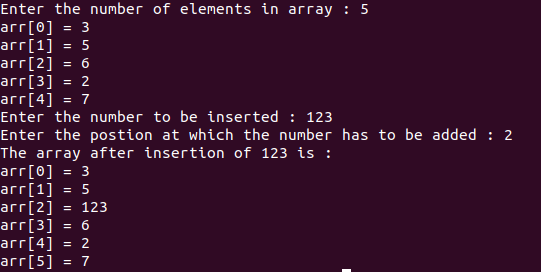 Enter the number of elements in array : 5
arr[0] = 3
arr[1] = 5
arr[2] = 6
arr[3] = 2
arr[4] = 7
Enter the number to be inserted : 123
Enter the postion at which the number has to be added : 2
The array after insertion of 123 is :
arr[0] = 3
arr[1] = 5
arr[2] = 123
arr[3] = 6
arr[4] = 2
arr[5] = 7